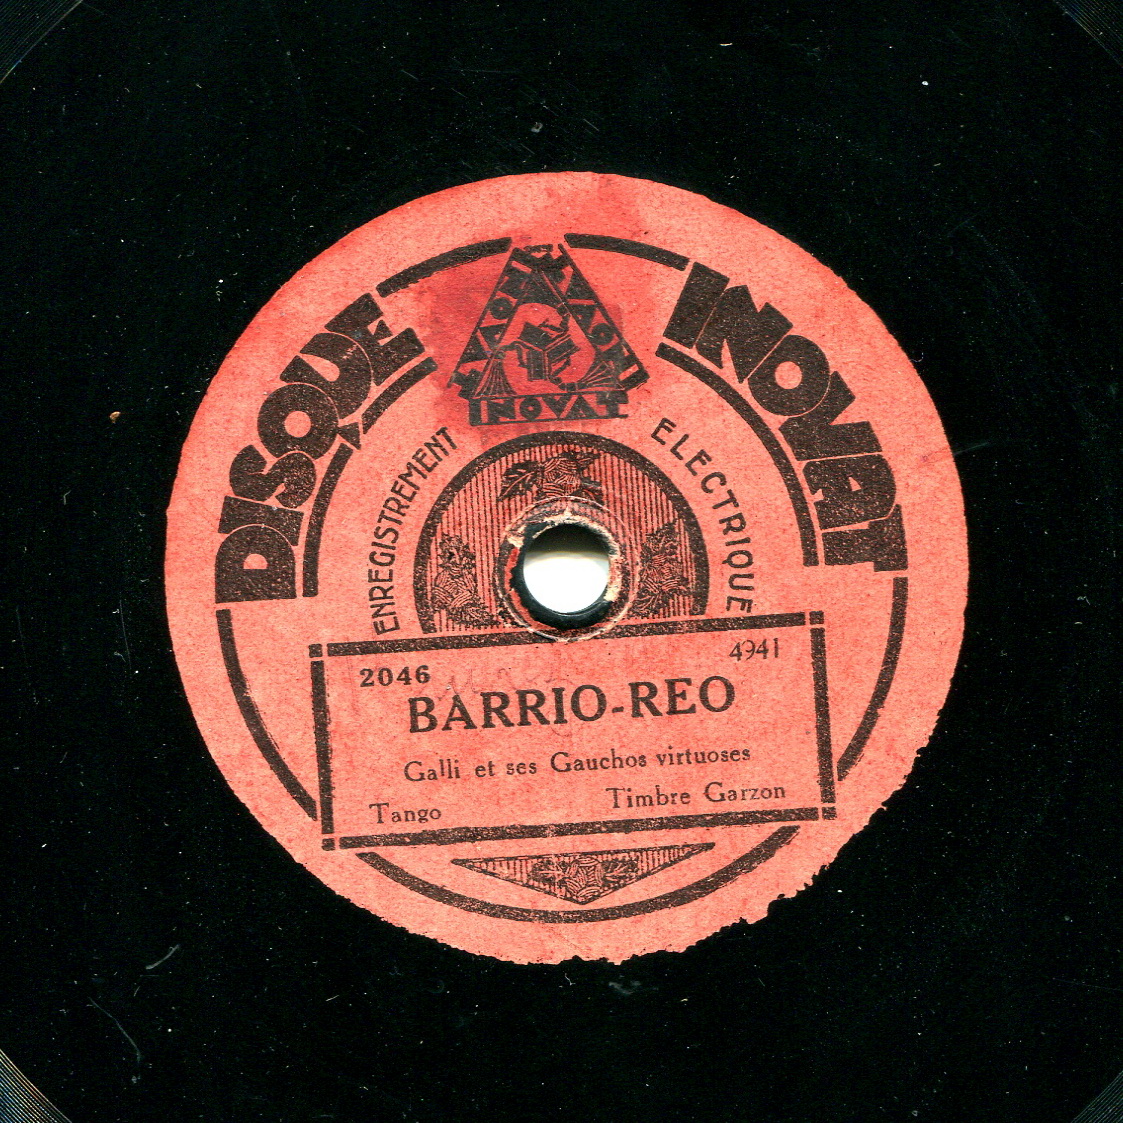 DISQUE INOVAT
INOVAT
ENREGISTREMENT ELECTRIQUE
2046 4941
BARRIO-REO
Galli et ses Gauchos virtuoses
Tango Timbre Garzon